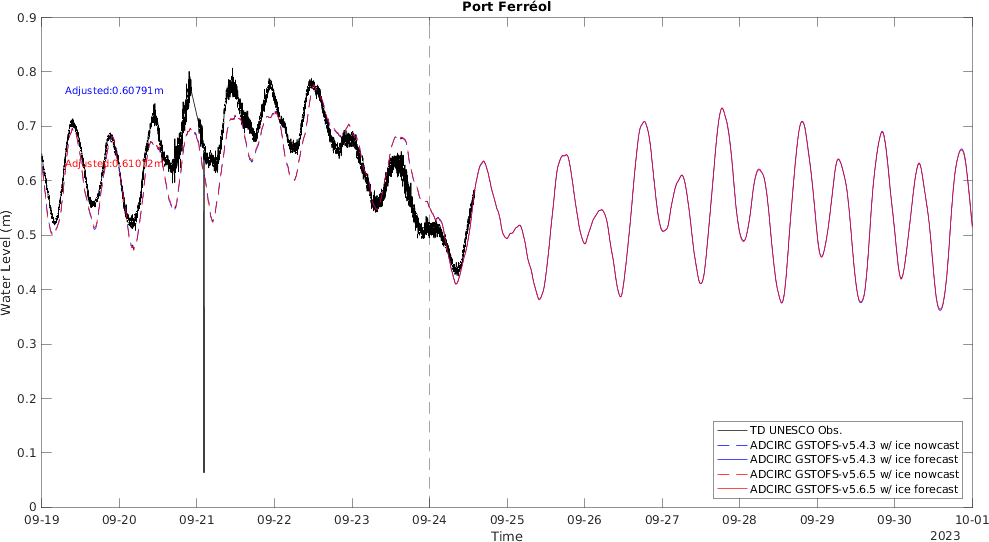 Port Ferréol
0.9
0.8
0.7
0.6
0.5
0.4
0.3
0.2
0.1
0
Water Level (m)
Adjusted:0.60791m
Adjusted:0.61092m
TD UNESCO Obs.
ADCIRC GSTOFS-v5.4.3 w/ ice nowcast
ADCIRC GSTOFS-v5.4.3 w/ ice forecast
ADCIRC GSTOFS-v5.6.5 w/ ice nowcast
ADCIRC GSTOFS-v5.6.5 w/ ice forecast
09-19 09-20 09-21 09-22 09-23 09-24 09-25 09-26 09-27 09-28 09-29 09-30 10-01
Time
2023